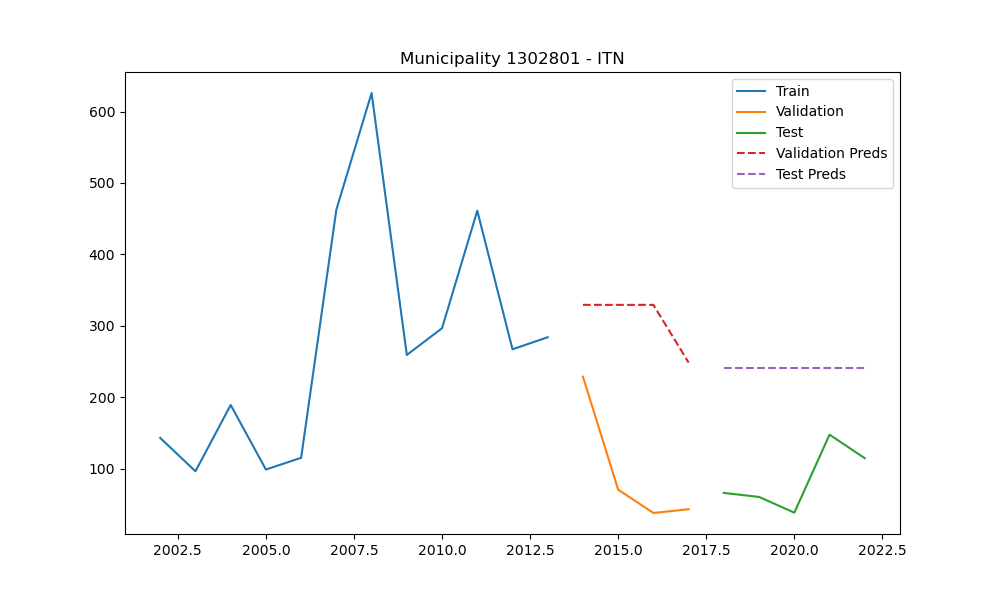 Municipality 1302801 - ITN
Train
Validation
Test
Validation Preds
Test Preds
600
500
400
300
200
100
2002.5 2005.0 2007.5 2010.0 2012.5 2015.0 2017.5 2020.0 2022.5